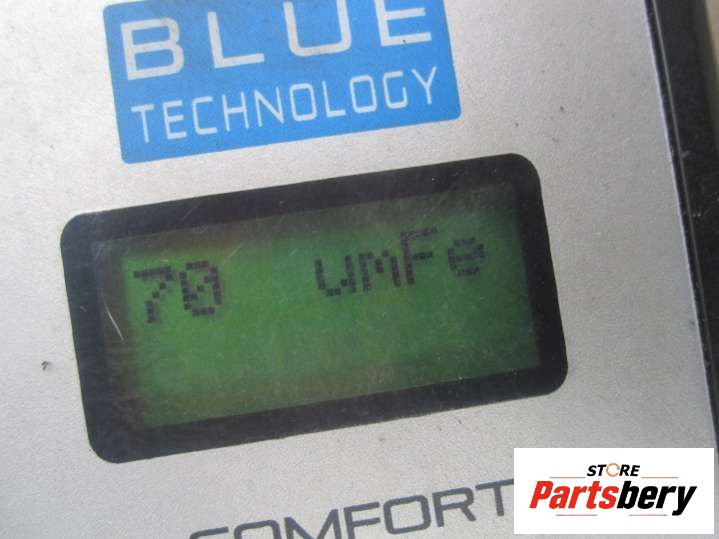 BLUE
TECHNOLOGY
70 umFe
COMFORT
STORE
Partsbery